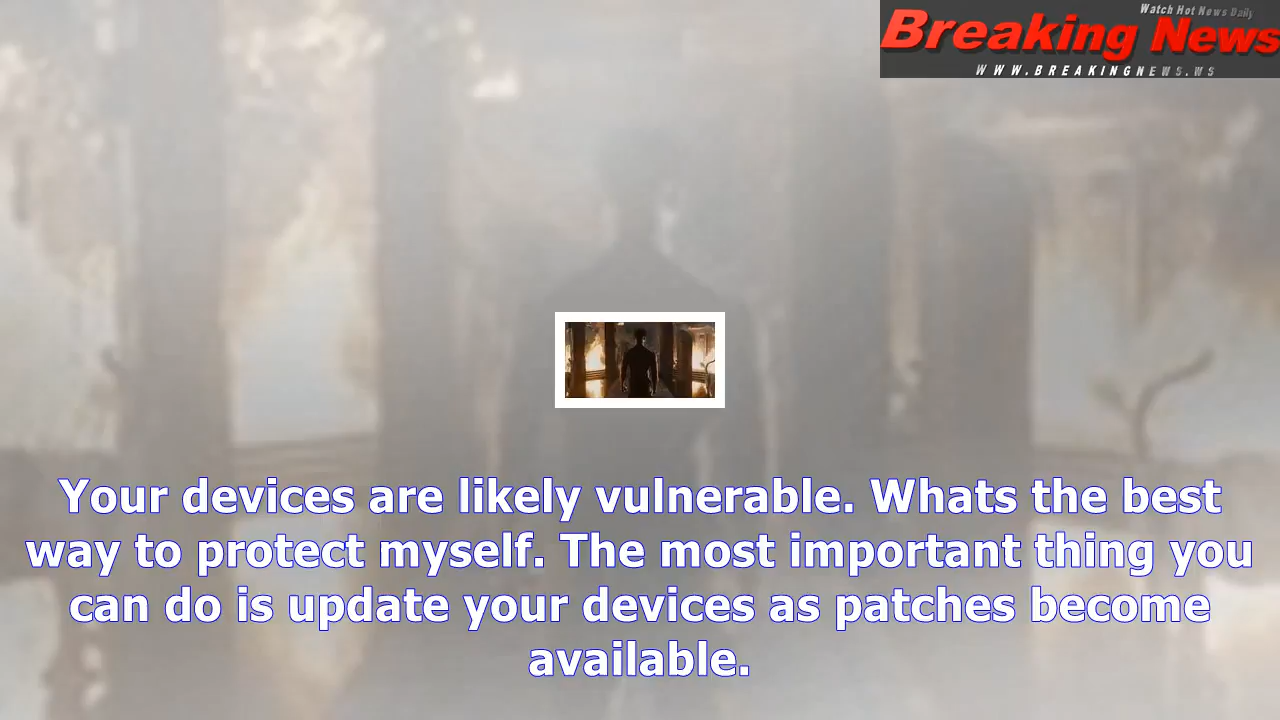 Watch Hot News Daily
Breaking News
WWW.BREAKINGNEWS.WS
Your devices are likely vulnerable. Whats the best
way to protect myself. The most important thing you
can do is update your devices as patches become
available.